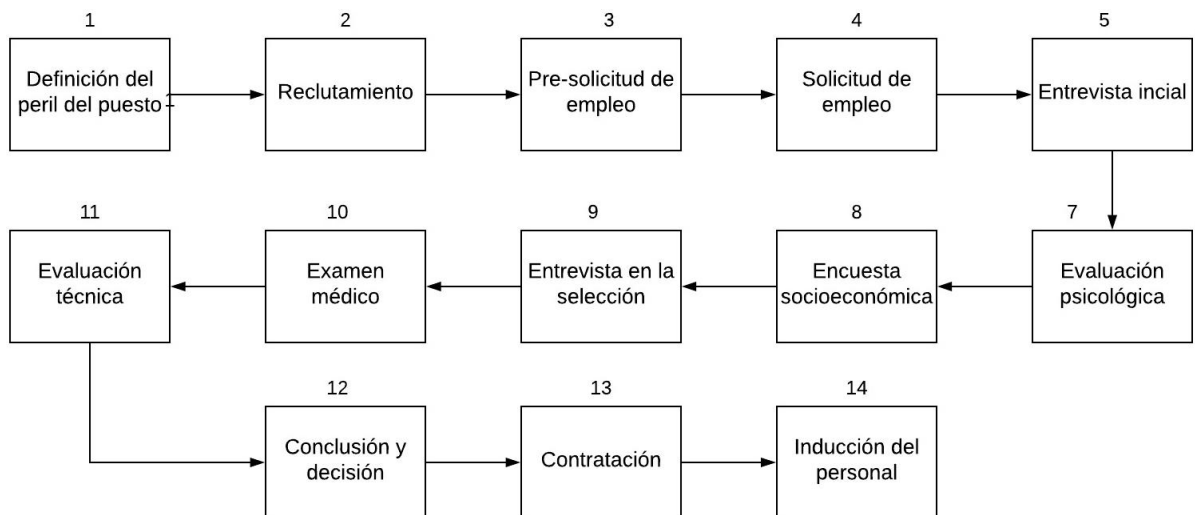 1
Definición del
peril del puesto
2
Reclutamiento
3
Pre-solicitud de
empleo
4
Solicitud de
empleo
5
Entrevista incial
7
Evaluación
psicológica
8
Encuesta
socioeconómica
9
Entrevista en la
selección
10
Examen
médico
11
Evaluación
técnica
12
Conclusión y
decisión
13
Contratación
14
Inducción del
personal